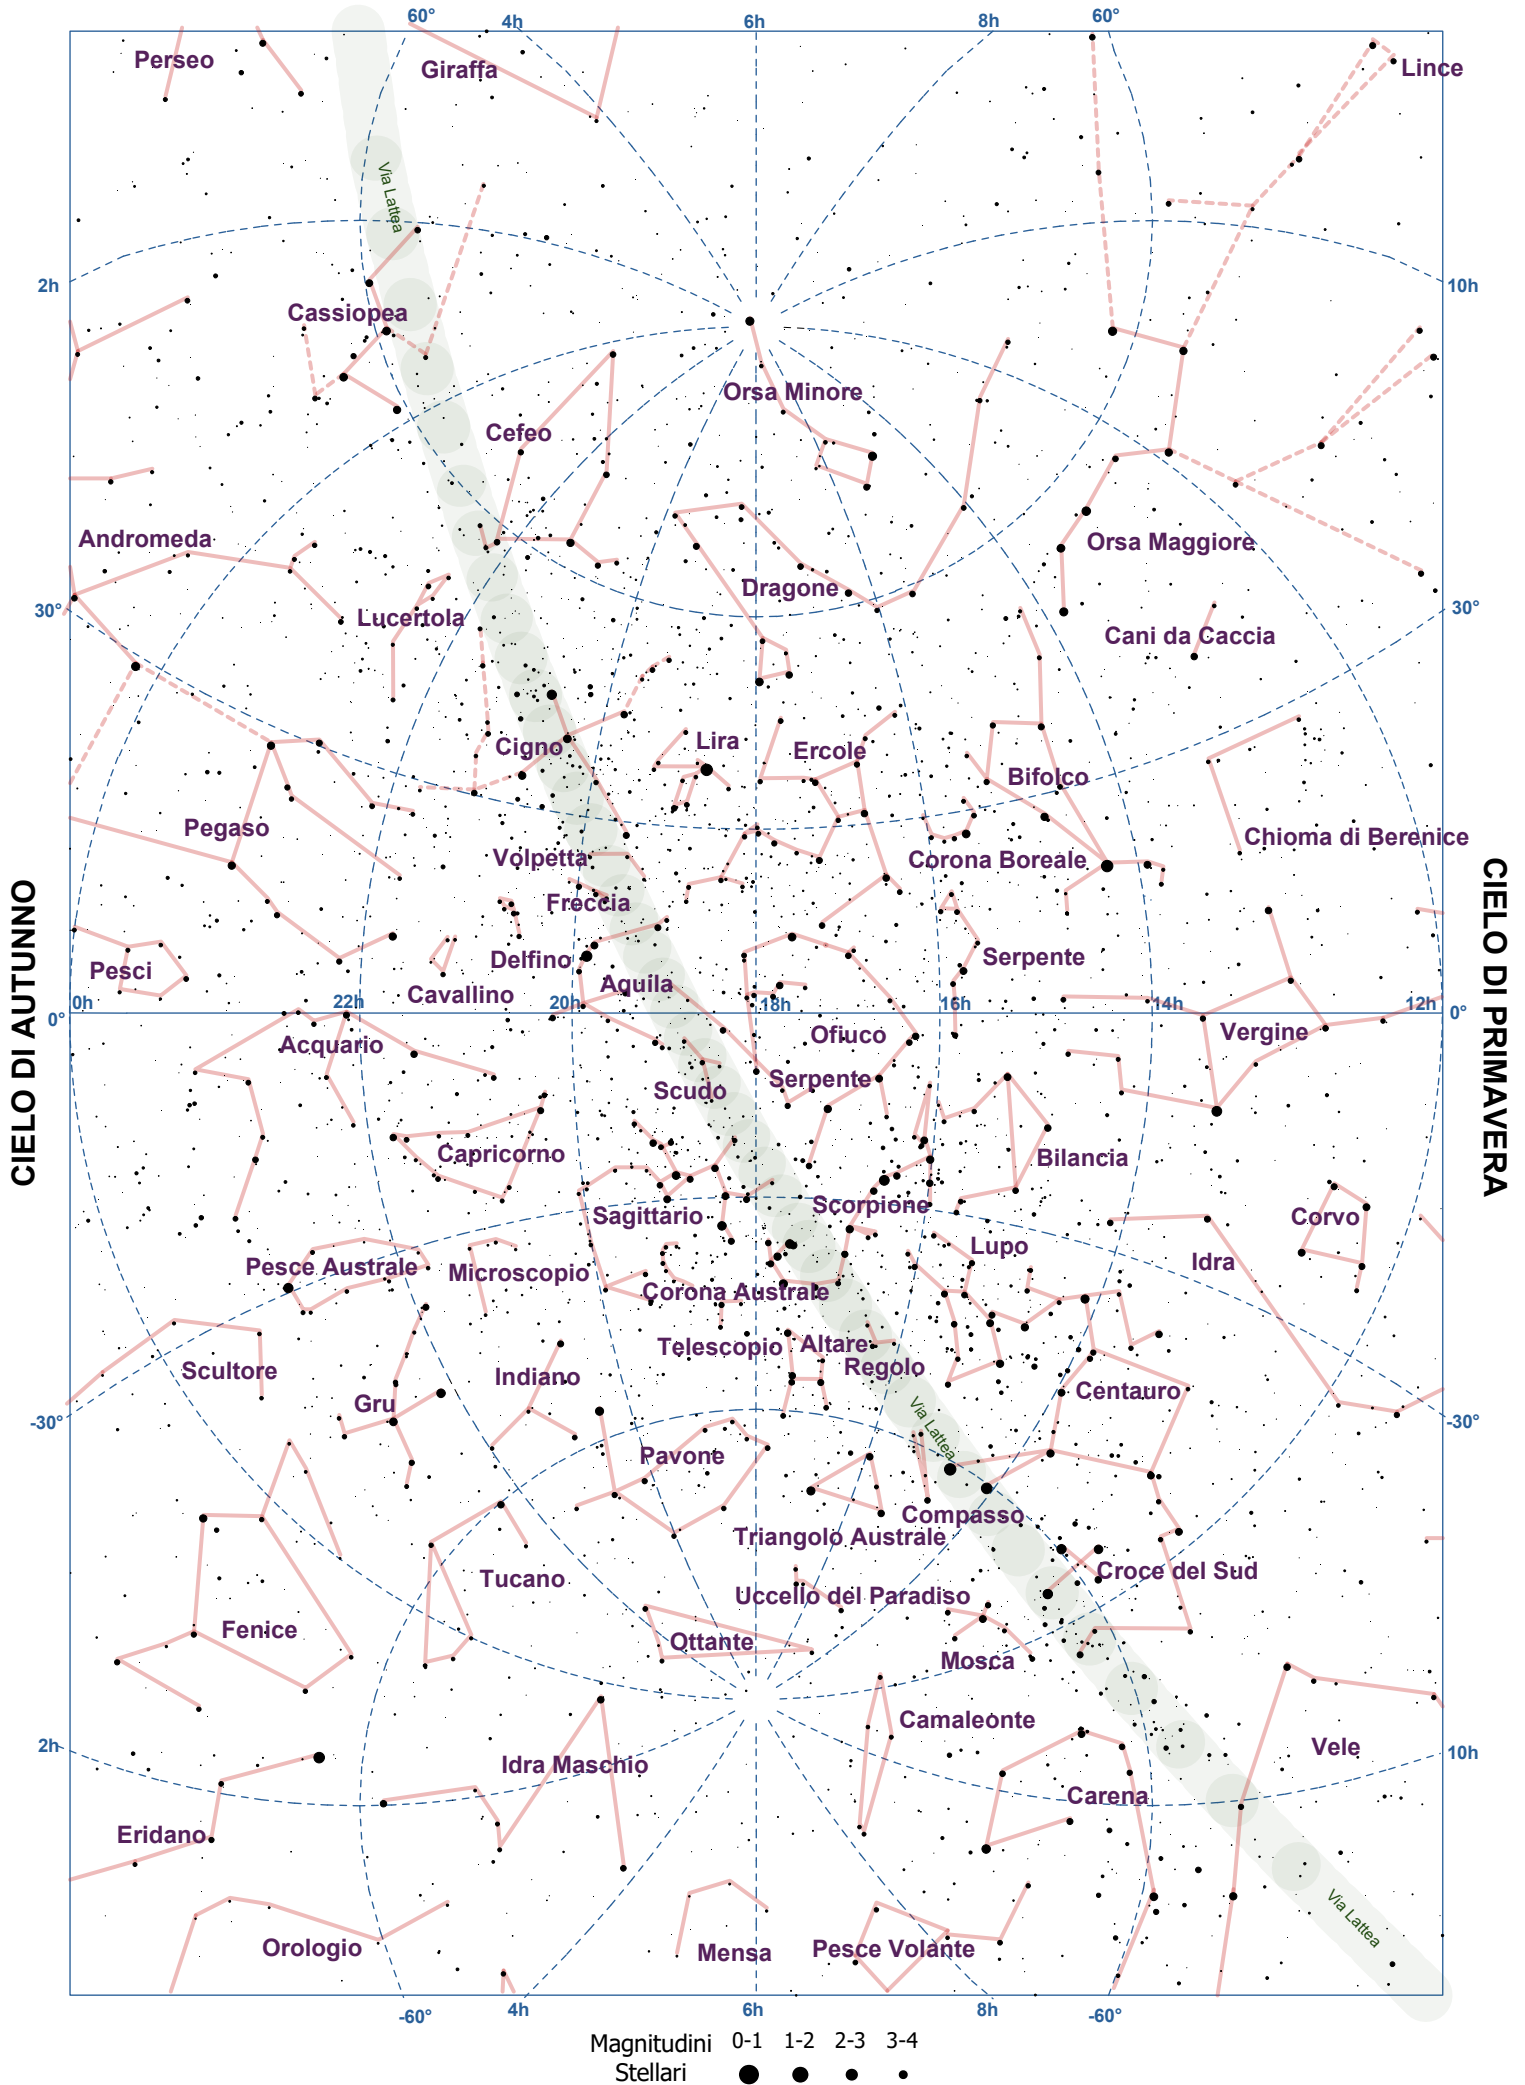 60°
4h
6h
8h
60°
Perseo
Giraffa
Lince
Via Lattea
2h
10h
Cassiopea
Orsa Minore
Cefeo
Andromeda
Orsa Maggiore
Dragone
30°
30°
Lucertola
Cani da Caccia
Cigno
Lira
Ercole
Bifolco
Pegaso
Chioma di Berenice
Volpetta
Corona Boreale
Freccia
CIELO DI AUTUNNO
CIELO DI PRIMAVERA
Pesci
Delfino
Serpente
Aquila
Cavallino
0h
22h
20h
18h
16h
14h
12h
0°
0°
Acquario
Ofiuco
Vergine
Scudo
Serpente
Capricorno
Bilancia
Sagittario
Scorpione
Corvo
Pesce Australe
Microscopio
Lupo
Idra
Corona Australe
Telescopio
Altare
Regolo
Scultore
Indiano
Centauro
Gru
-30°
-30°
Via Lattea
Pavone
Compasso
Triangolo Australe
Croce del Sud
Tucano
Uccello del Paradiso
Fenice
Ottante
Mosca
Camaleonte
2h
10h
Idra Maschio
Vele
Carena
Eridano
Via Lattea
Orologio
Mensa
Pesce Volante
-60°
4h
6h
8h
-60°
Magnitudini 0-1 1-2 2-3 3-4
Stellari